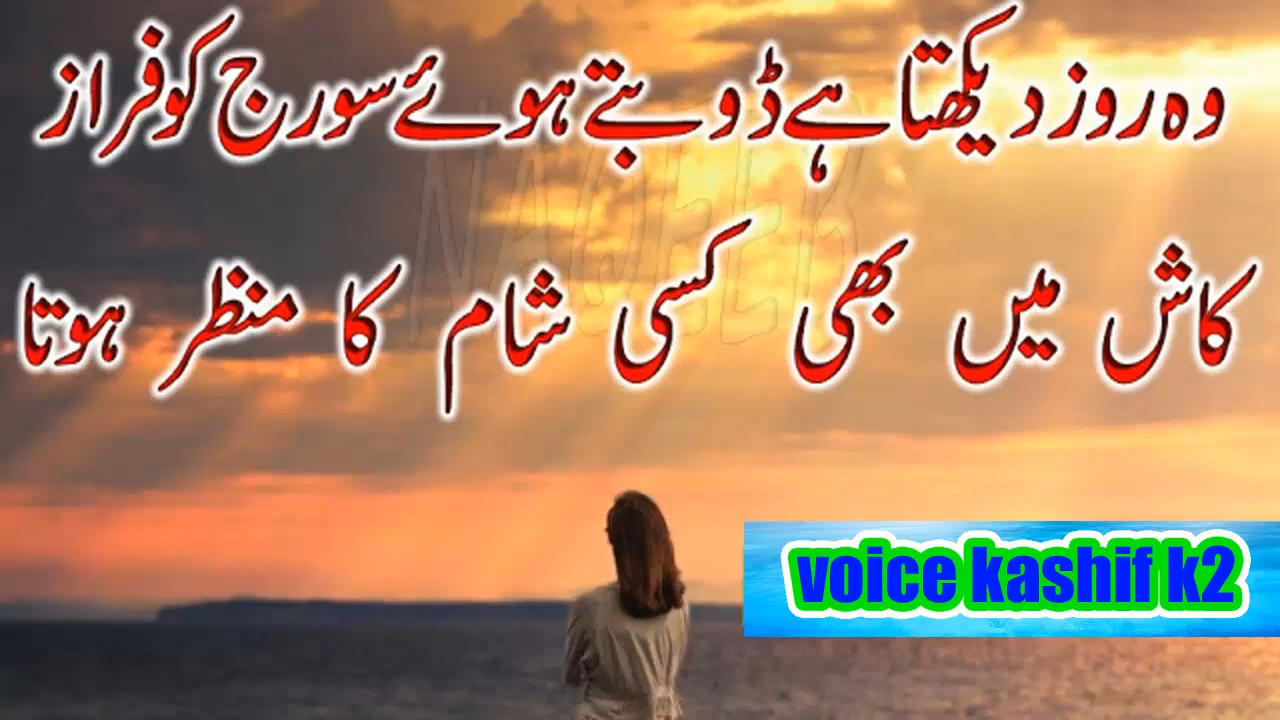 وہ روز دیکھتا ہے ڈوبتے ہوئے سورج کو فراز
کاش میں بھی کسی شام کا منظر ہوتا
NAQEEB
voice kashif k2